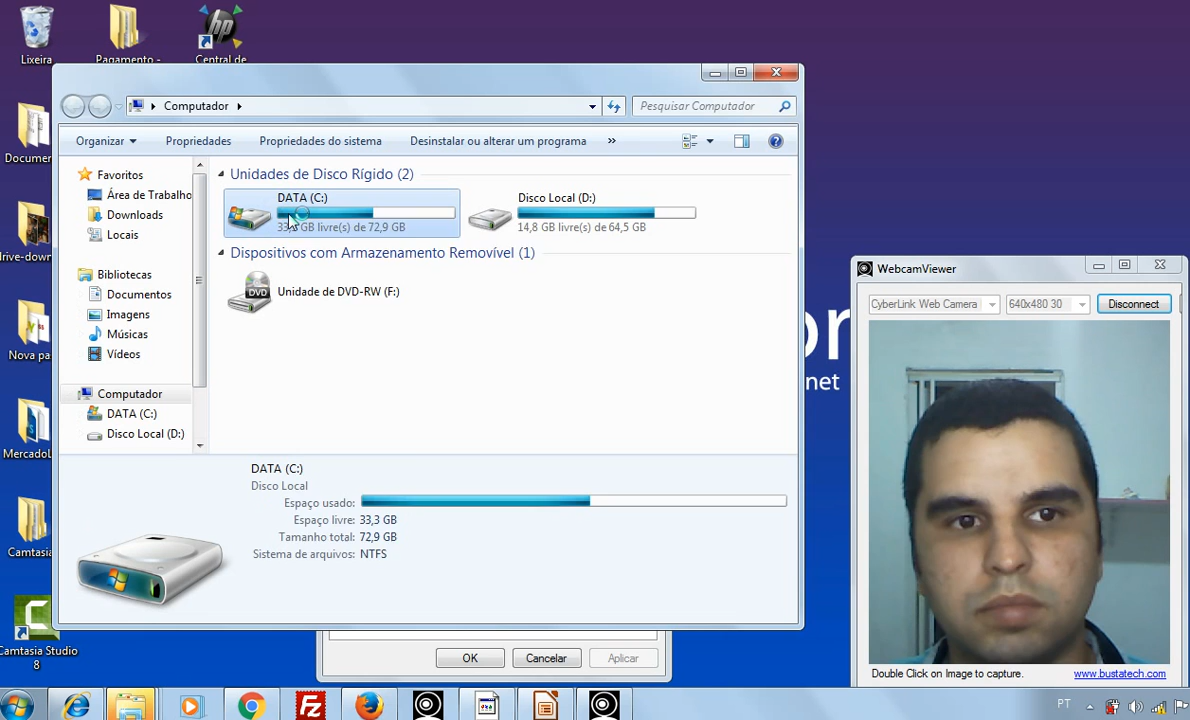 Lixeira
Pagamento -
Central de
Documen
drive-down
Nova pa
MercadoL
Camtasia
Camtasia Studio
8
Computador
Pesquisar Computador
Organizar
Propriedades
Propriedades do sistema
Desinstalar ou alterar um programa
»
Favoritos
Área de Trabalho
Downloads
Locais
Bibliotecas
Documentos
Imagens
Músicas
Vídeos
Computador
DATA (C:)
Disco Local (D:)
Unidades de Disco Rígido (2)
DATA (C:)
GB livre(s) de 72,9 GB
Disco Local (D:)
14,8 GB livre(s) de 64,5 GB
Dispositivos com Armazenamento Removível (1)
DVD
Unidade de DVD-RW (F:)
DATA (C:)
Disco Local
Espaço usado:
Espaço livre: 33,3 GB
Tamanho total: 72,9 GB
Sistema de arquivos: NTFS
OK
Cancelar
Aplicar
or
net
WebcamViewer
CyberLink Web Camera
640x480 30
Disconnect
Double Click on Image to capture.
www.bustatech.com
hp
Fz
PT